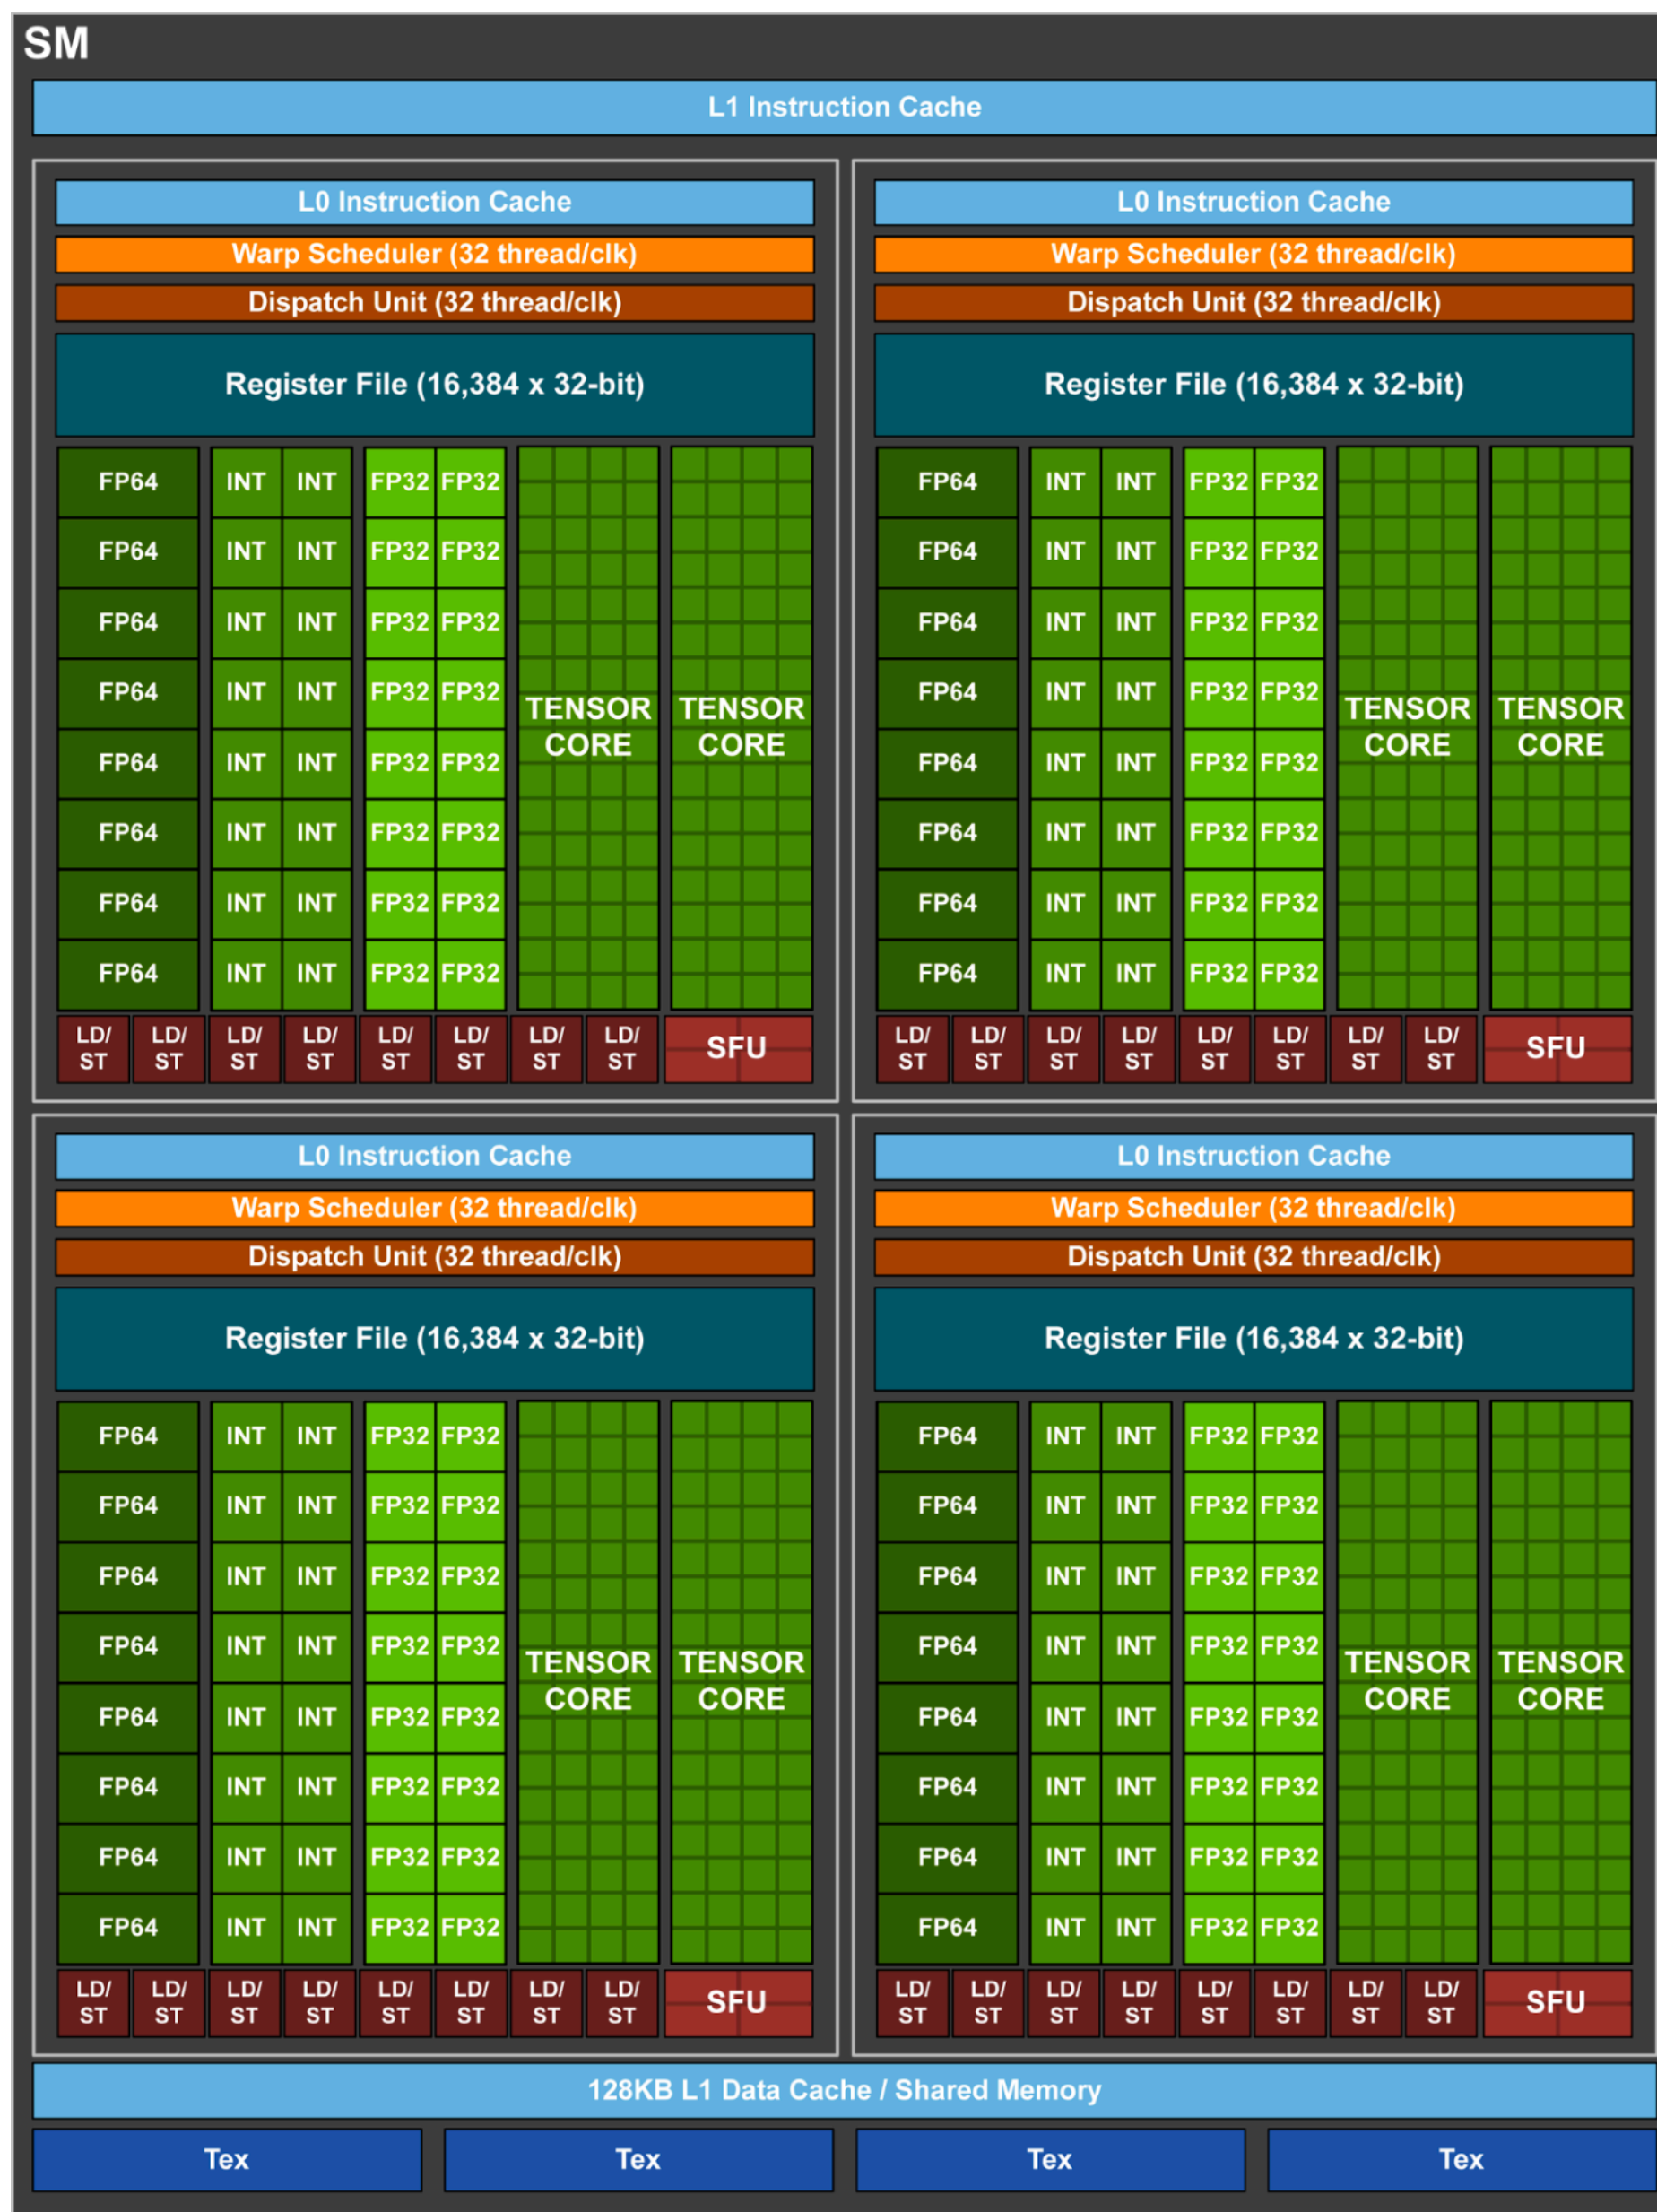 SM
L1 Instruction Cache
L0 Instruction Cache
Warp Scheduler (32 thread/clk)
Dispatch Unit (32 thread/clk)
Register File (16,384 x 32-bit)
FP64 INT INT FP32 FP32
FP64 INT INT FP32 FP32
FP64 INT INT FP32 FP32
FP64 INT INT FP32 FP32
TENSOR CORE TENSOR CORE
FP64 INT INT FP32 FP32
FP64 INT INT FP32 FP32
FP64 INT INT FP32 FP32
FP64 INT INT FP32 FP32
LD/ LD/ LD/ LD/ LD/ LD/ LD/ LD/
ST ST ST ST ST ST ST ST
SFU
L0 Instruction Cache
Warp Scheduler (32 thread/clk)
Dispatch Unit (32 thread/clk)
Register File (16,384 x 32-bit)
FP64 INT INT FP32 FP32
FP64 INT INT FP32 FP32
FP64 INT INT FP32 FP32
FP64 INT INT FP32 FP32
TENSOR CORE TENSOR CORE
FP64 INT INT FP32 FP32
FP64 INT INT FP32 FP32
FP64 INT INT FP32 FP32
FP64 INT INT FP32 FP32
LD/ LD/ LD/ LD/ LD/ LD/ LD/ LD/
ST ST ST ST ST ST ST ST
SFU
L0 Instruction Cache
Warp Scheduler (32 thread/clk)
Dispatch Unit (32 thread/clk)
Register File (16,384 x 32-bit)
FP64 INT INT FP32 FP32
FP64 INT INT FP32 FP32
FP64 INT INT FP32 FP32
FP64 INT INT FP32 FP32
TENSOR CORE TENSOR CORE
FP64 INT INT FP32 FP32
FP64 INT INT FP32 FP32
FP64 INT INT FP32 FP32
FP64 INT INT FP32 FP32
LD/ LD/ LD/ LD/ LD/ LD/ LD/ LD/
ST ST ST ST ST ST ST ST
SFU
L0 Instruction Cache
Warp Scheduler (32 thread/clk)
Dispatch Unit (32 thread/clk)
Register File (16,384 x 32-bit)
FP64 INT INT FP32 FP32
FP64 INT INT FP32 FP32
FP64 INT INT FP32 FP32
FP64 INT INT FP32 FP32
TENSOR CORE TENSOR CORE
FP64 INT INT FP32 FP32
FP64 INT INT FP32 FP32
FP64 INT INT FP32 FP32
FP64 INT INT FP32 FP32
LD/ LD/ LD/ LD/ LD/ LD/ LD/ LD/
ST ST ST ST ST ST ST ST
SFU
128KB L1 Data Cache / Shared Memory
Tex Tex Tex Tex